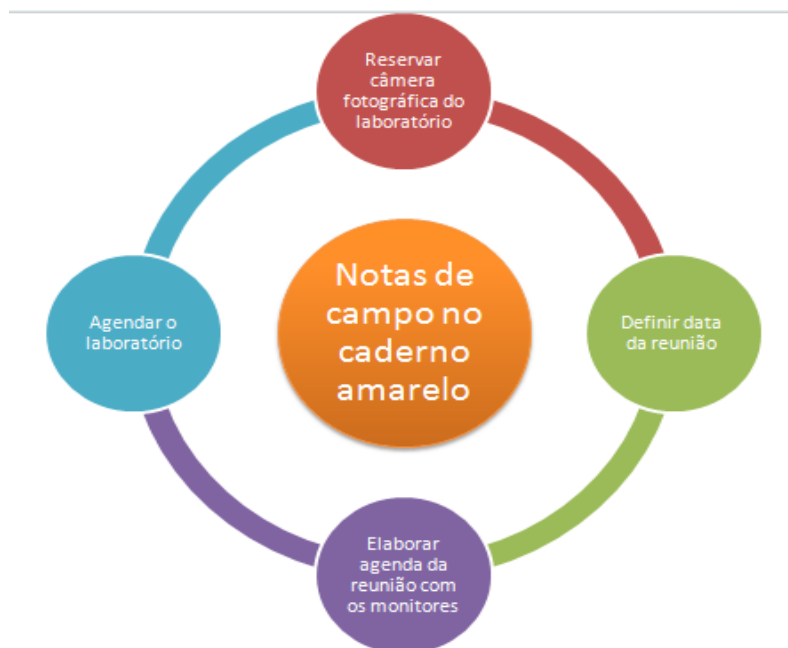 Reservar
câmera
fotográfica do
laboratório
Notas de
campo no
caderno
amarelo
Agendar o
laboratório
Definir data
da reunião
Elaborar
agenda da
reunião com
os monitores